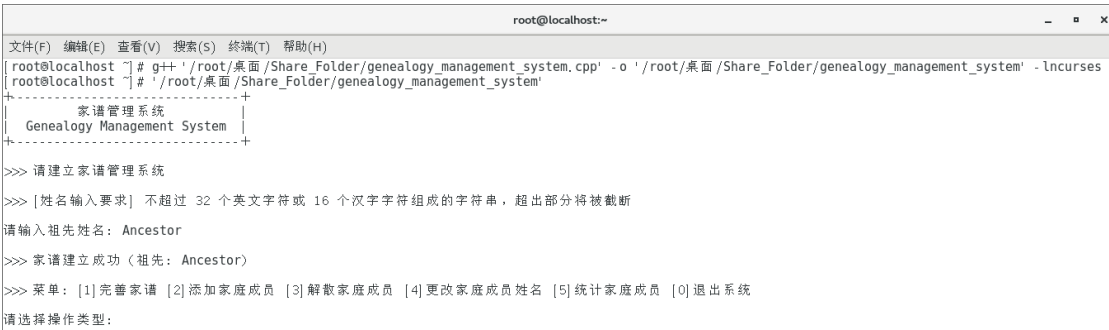 root@localhost:~
文件(F) 编辑(E) 查看(V) 搜索(S) 终端(T) 帮助(H)
[root@localhost ~]# g++ '/root/桌面/Share_Folder/genealogy_management_system.cpp' -o '/root/桌面/Share_Folder/genealogy_management_system' -lncurses
[root@localhost ~]# '/root/桌面/Share_Folder/genealogy_management_system'
+------------------------------+
|         家谱管理系统         |
|  Genealogy Management System  |
+------------------------------+
>>> 请建立家谱管理系统
>>> [姓名输入要求] 不超过 32 个英文字符或 16 个汉字字符组成的字符串，超出部分将被截断
请输入祖先姓名: Ancestor
>>> 家谱建立成功（祖先: Ancestor）
>>> 菜单: [1]完善家谱 [2]添加家庭成员 [3]解散家庭成员 [4]更改家庭成员姓名 [5]统计家庭成员 [0]退出系统
请选择操作类型: